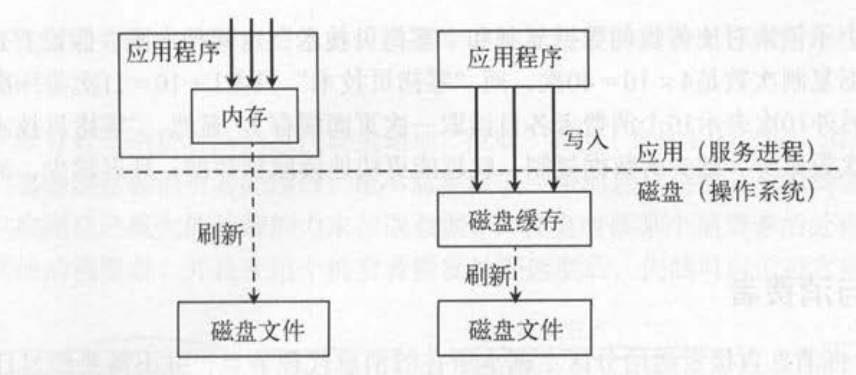 应用程序
内存
刷新
磁盘文件
应用程序
写入
磁盘缓存
刷新
磁盘文件
应用（服务进程）
磁盘（操作系统）